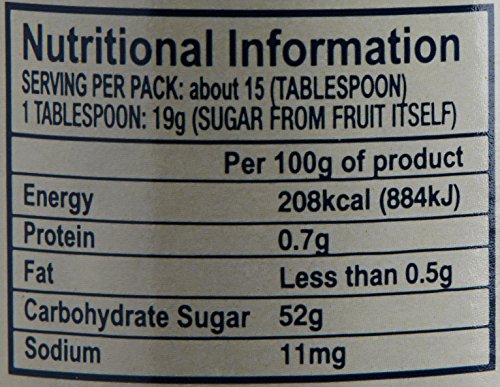 Nutritional Information
SERVING PER PACK: about 15 (TABLESPOON)
1 TABLESPOON: 19g (SUGAR FROM FRUIT ITSELF)
Per 100g of product
Energy 208kcal (884kJ)
Protein 0.7g
Fat Less than 0.5g
Carbohydrate Sugar 52g
Sodium 11mg